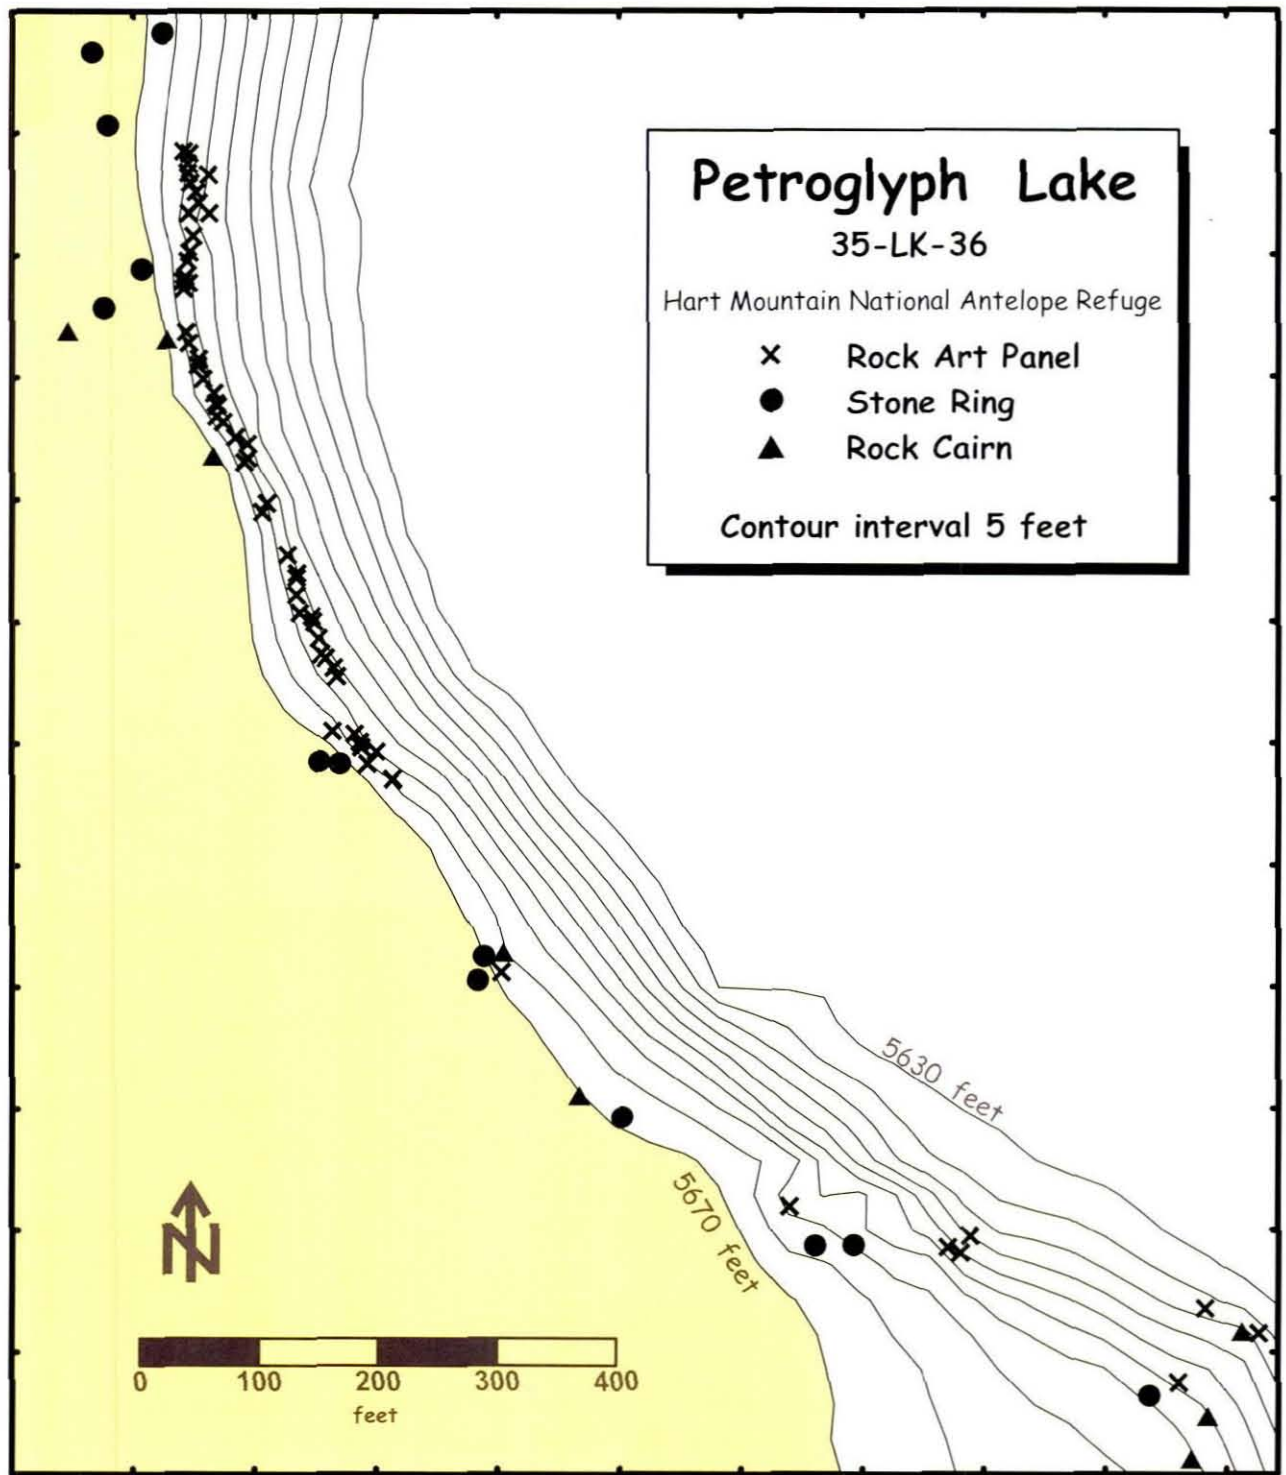 Petroglyph Lake
35-LK-36
Hart Mountain National Antelope Refuge
Rock Art Panel
Stone Ring
Rock Cairn
Contour interval 5 feet
5630 feet
5670 feet
N
0 100 200 300 400
feet